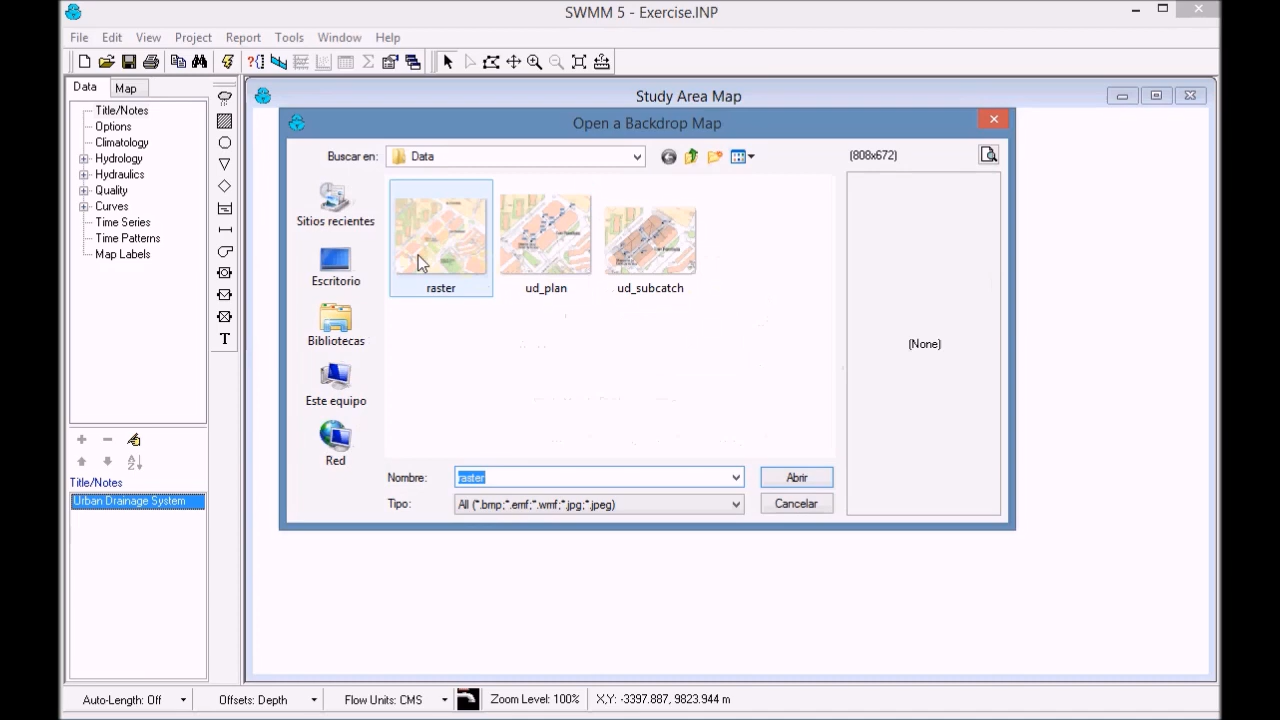 SWMM 5 - Exercise.INP
File Edit View Project Report Tools Window Help
Data Map
Study Area Map
Title/Notes
Options
Climatology
Hydrology
Hydraulics
Quality
Curves
Time Series
Time Patterns
Map Labels
T
Title/Notes
Urban Drainage System
Open a Backdrop Map
Buscar en: Data (808x672)
Sitios recientes
Escritorio
Bibliotecas
Este equipo
Red
raster ud_plan ud_subcatch
(None)
Nombre: raster Abrir
Tipo: All (*.bmp;*.emf;*.wmf;*.jpg;*.jpeg) Cancelar
Auto-Length: Off Offsets: Depth Flow Units: CMS Zoom Level: 100% X,Y: -3397.887, 9823.944 m